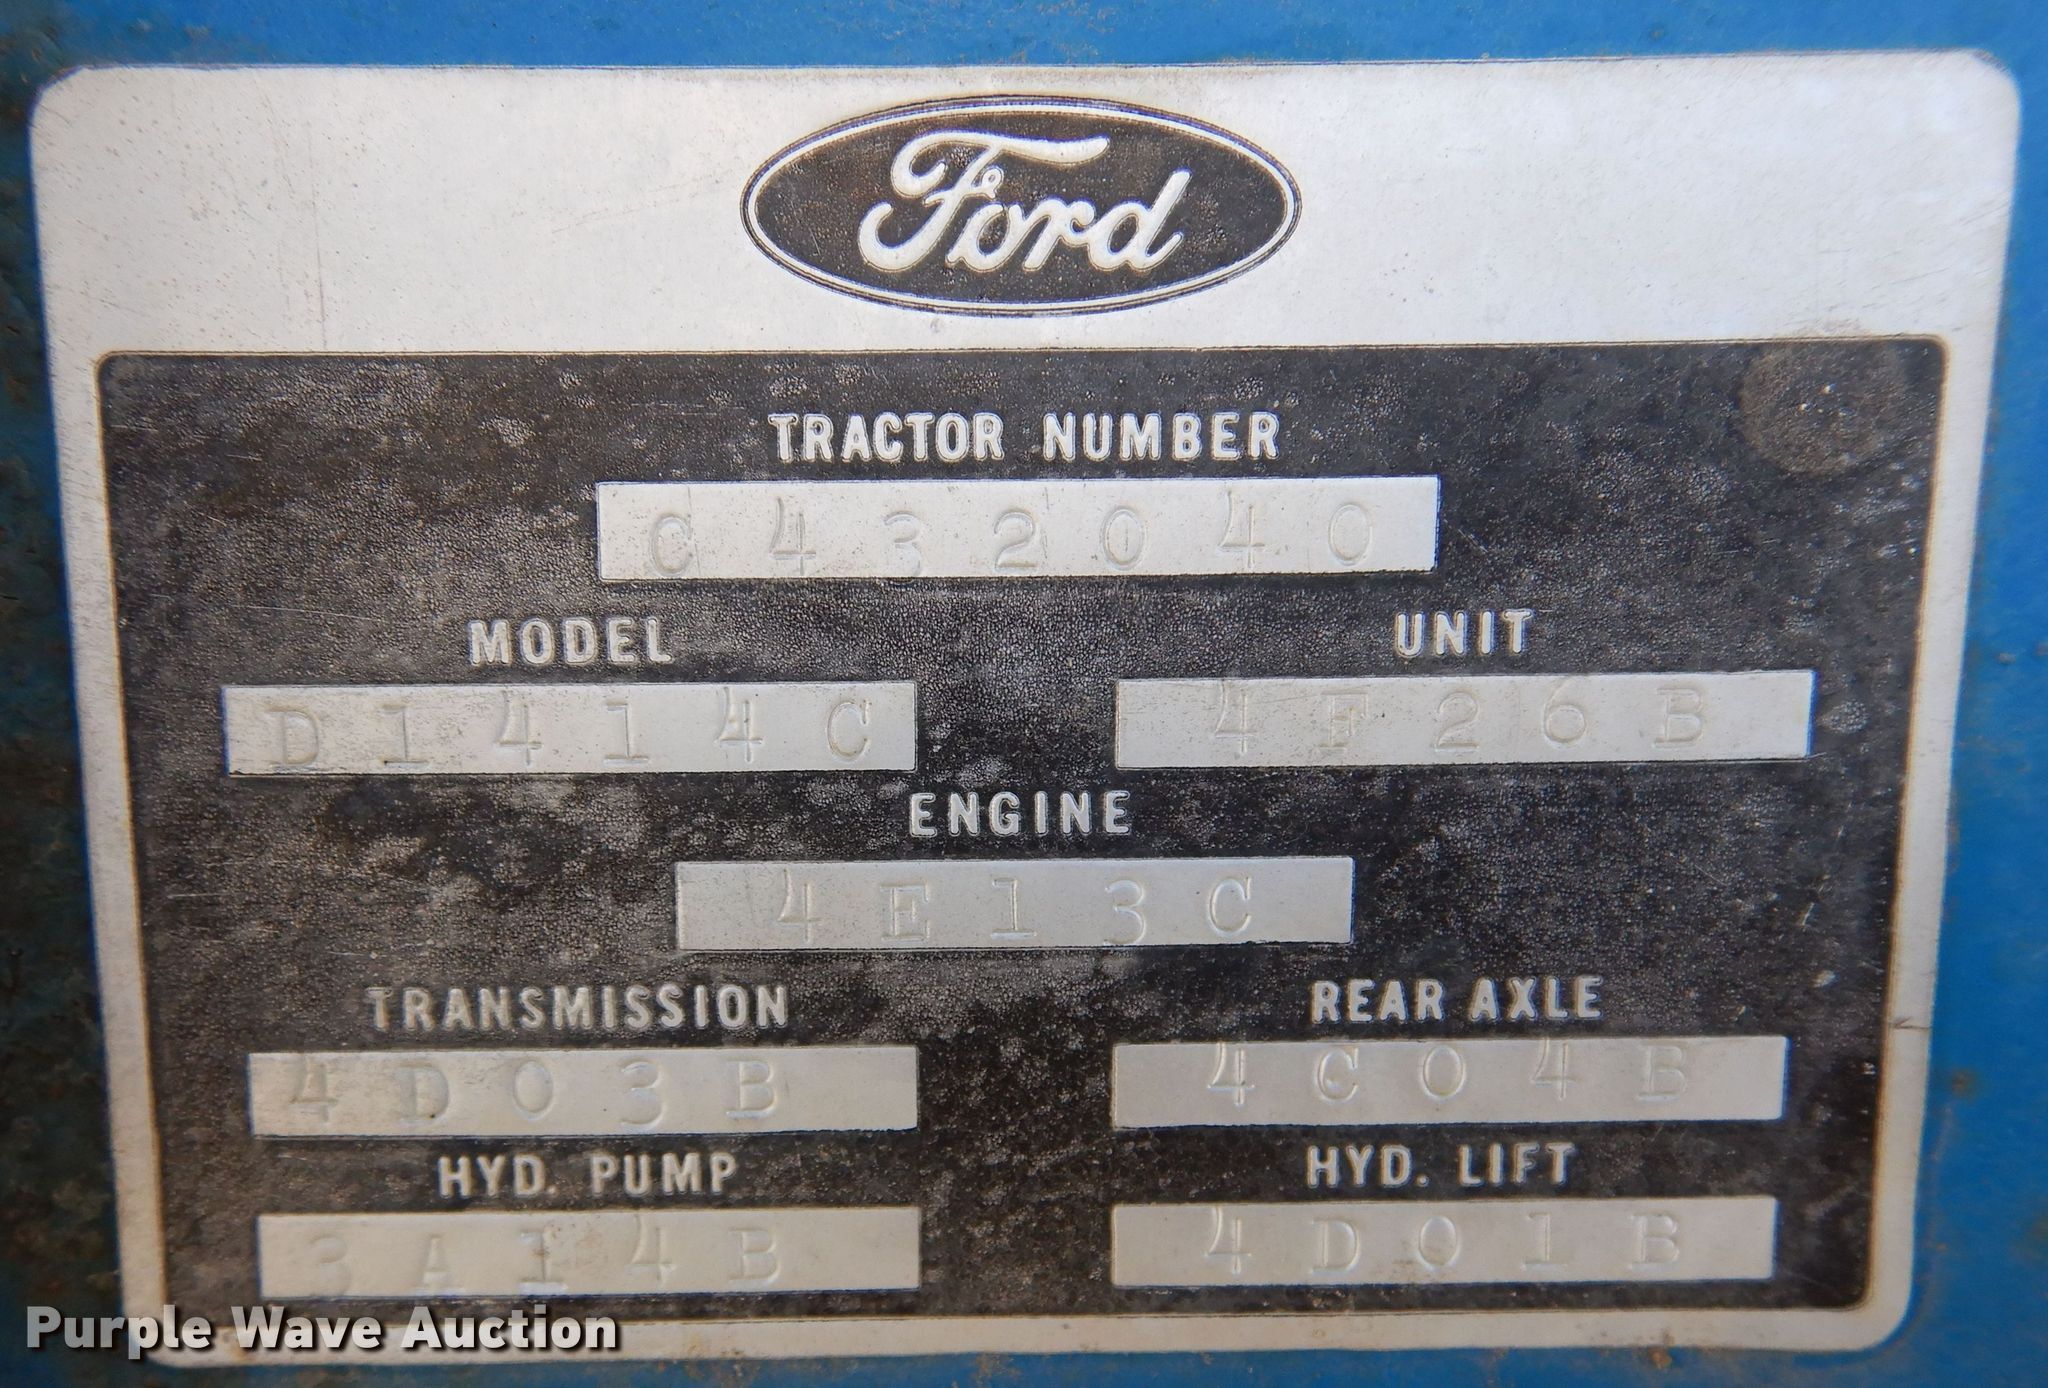 Ford
TRACTOR NUMBER
C432040
MODEL UNIT
D1414C 4F26B
ENGINE
4E13C
TRANSMISSION REAR AXLE
4D03B 4C04B
HYD. PUMP HYD. LIFT
3A14B 4D01B
Purple Wave Auction